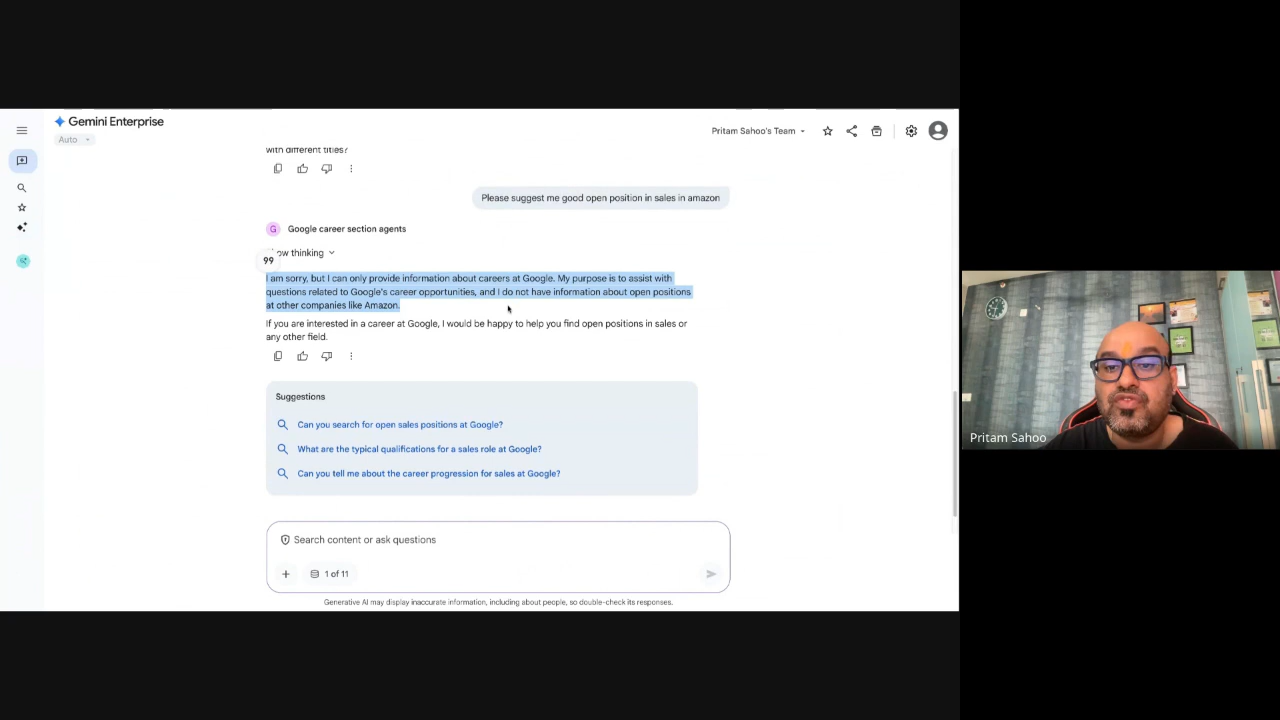 Gemini Enterprise
Auto
Pritam Sahoo's Team
with different titles?
Please suggest me good open position in sales in amazon
G Google career section agents
ow thinking
99
I am sorry, but I can only provide information about careers at Google. My purpose is to assist with
questions related to Google's career opportunities, and I do not have information about open positions
at other companies like Amazon.
If you are interested in a career at Google, I would be happy to help you find open positions in sales or
any other field.
Suggestions
Can you search for open sales positions at Google?
What are the typical qualifications for a sales role at Google?
Can you tell me about the career progression for sales at Google?
Search content or ask questions
1 of 11
Generative AI may display inaccurate information, including about people, so double-check its responses.
Pritam Sahoo